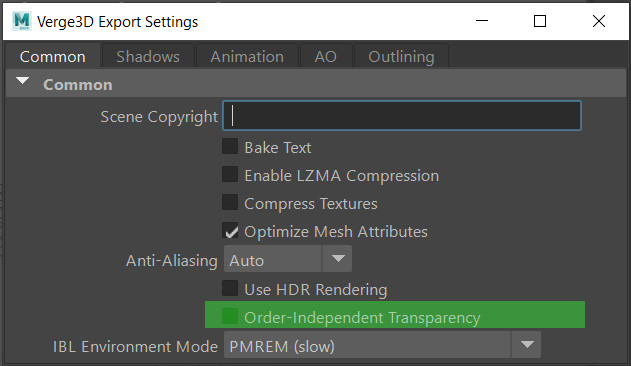 Verge3D Export Settings
Common Shadows Animation AO Outlining
Common
Scene Copyright
Bake Text
Enable LZMA Compression
Compress Textures
Optimize Mesh Attributes
Anti-Aliasing Auto
Use HDR Rendering
Order-Independent Transparency
IBL Environment Mode PMREM (slow)